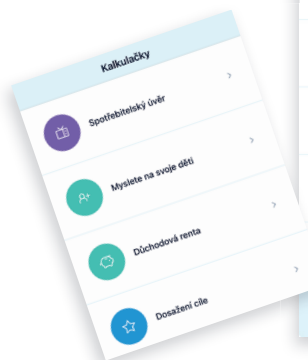 Kalkulačky
Spotřebitelský úvěr
Myslete na svoje děti
Důchodová renta
Dosažení cíle